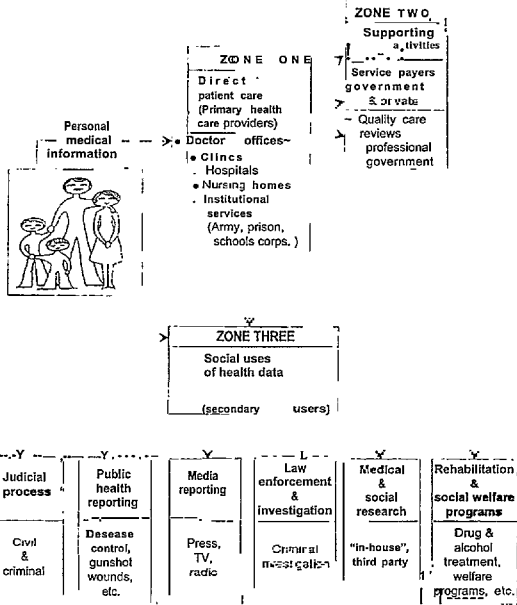 ZONE TWO
Supporting
activities
Service payers
government
& private
Quality care
reviews
professional
government
ZONE ONE
Direct
patient care
(Primary health
care providers)
• Doctor offices
• Clincs
. Hospitals
• Nursing homes
. Institutional
services
(Army, prison,
schools corps. )
Personal
medical
information
ZONE THREE
Social uses
of health data
(secondary users)
Judicial
process
Civil
&
criminal
Public
health
reporting
Desease
control,
gunshot
wounds,
etc.
Media
reporting
Press,
TV,
radio
Law
enforcement
&
investigation
Criminal
investigation
Medical
&
social
research
"in-house",
third party
Rehabilitation
&
social welfare
programs
Drug &
alcohol
treatment,
welfare
programs, etc.